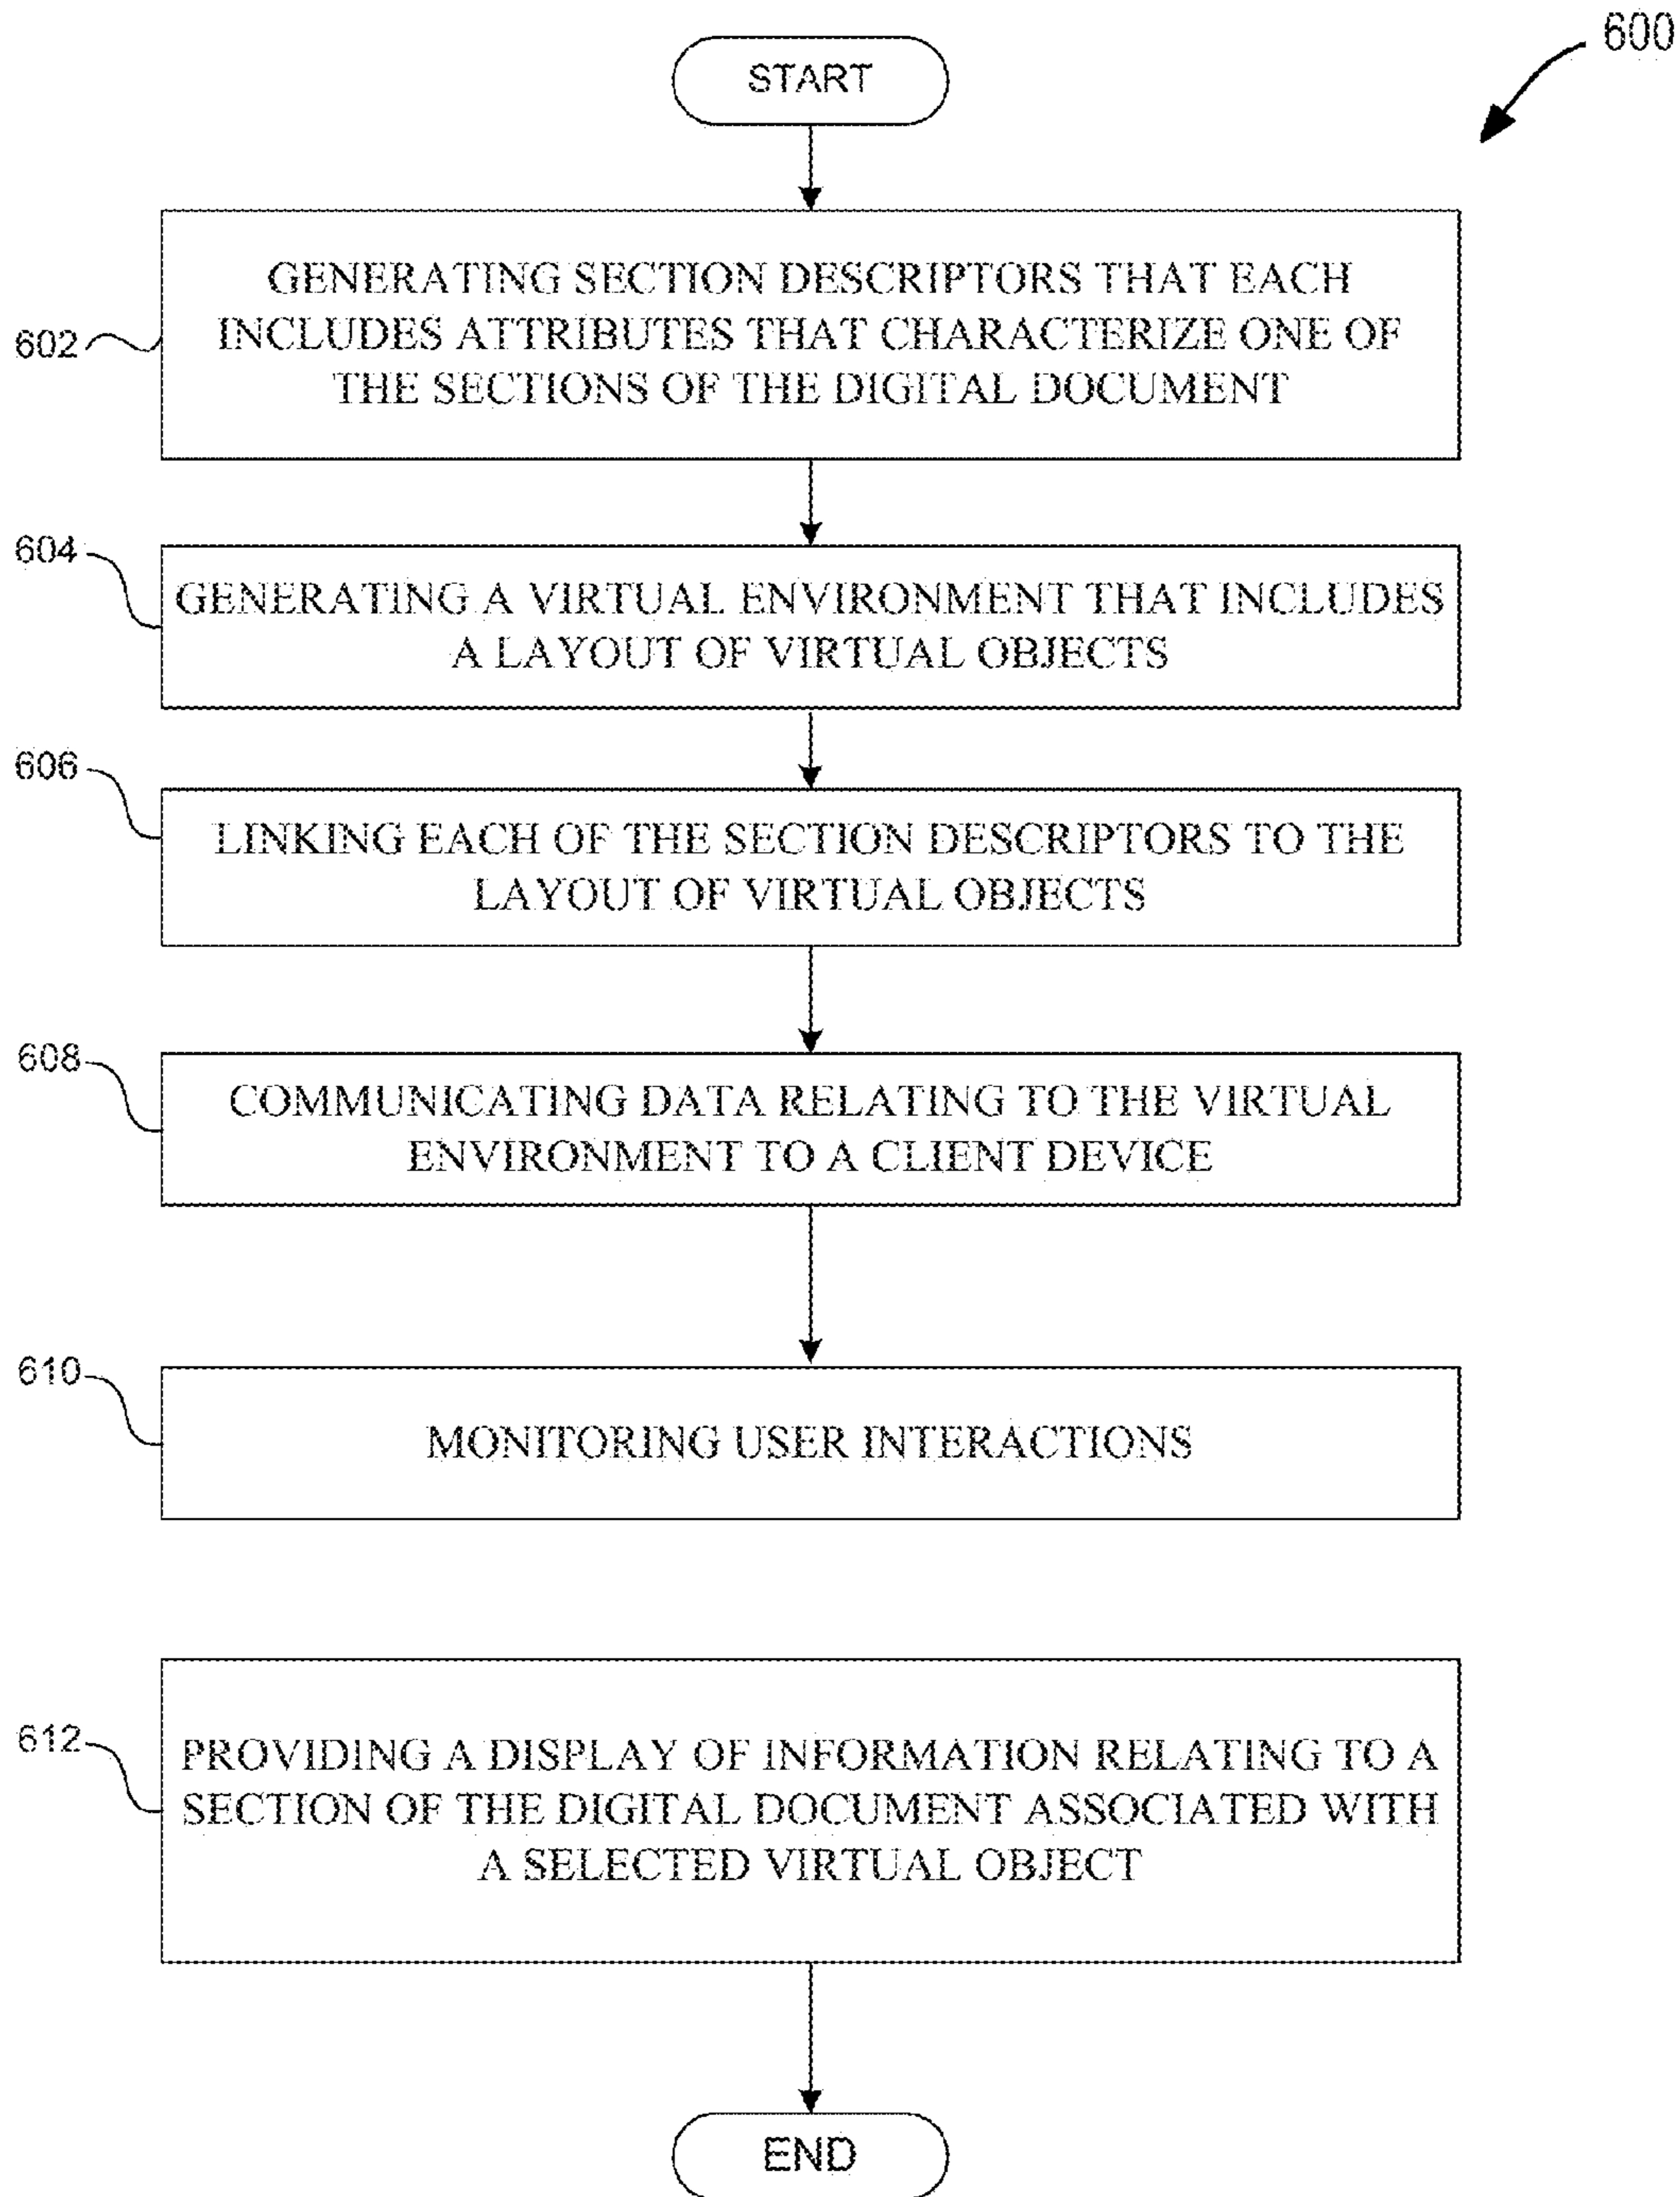 600
START
602
GENERATING SECTION DESCRIPTORS THAT EACH
INCLUDES ATTRIBUTES THAT CHARACTERIZE ONE OF
THE SECTIONS OF THE DIGITAL DOCUMENT
604
GENERATING A VIRTUAL ENVIRONMENT THAT INCLUDES
A LAYOUT OF VIRTUAL OBJECTS
606
LINKING EACH OF THE SECTION DESCRIPTORS TO THE
LAYOUT OF VIRTUAL OBJECTS
608
COMMUNICATING DATA RELATING TO THE VIRTUAL
ENVIRONMENT TO A CLIENT DEVICE
610
MONITORING USER INTERACTIONS
612
PROVIDING A DISPLAY OF INFORMATION RELATING TO A
SECTION OF THE DIGITAL DOCUMENT ASSOCIATED WITH
A SELECTED VIRTUAL OBJECT
END